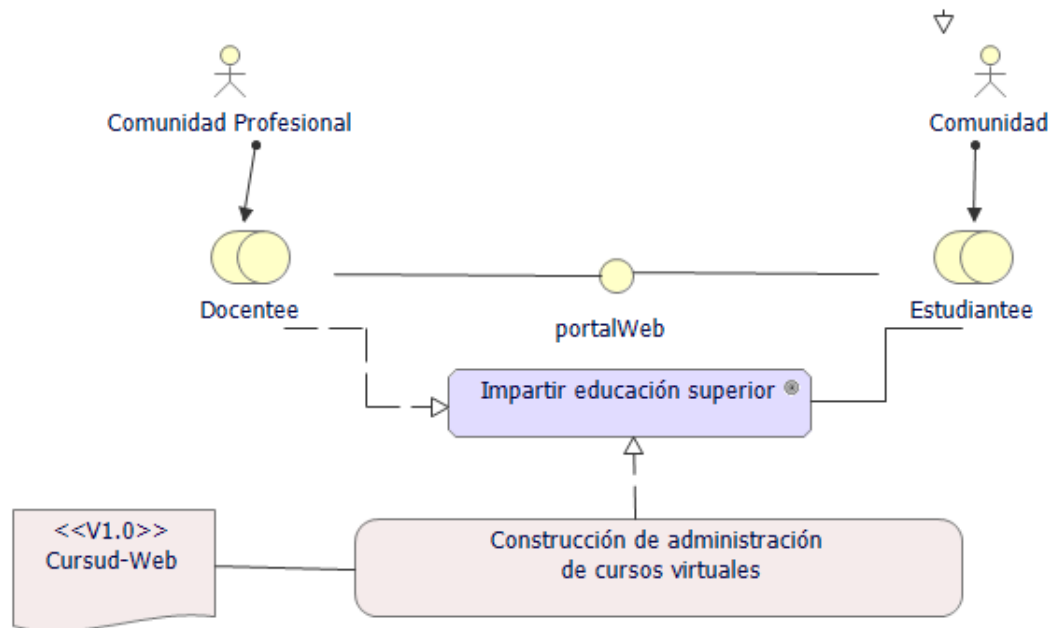 Comunidad Profesional
Comunidad
Docentee
portalWeb
Estudiantee
Impartir educación superior
<<V1.0>>
Cursud-Web
Construcción de administración
de cursos virtuales